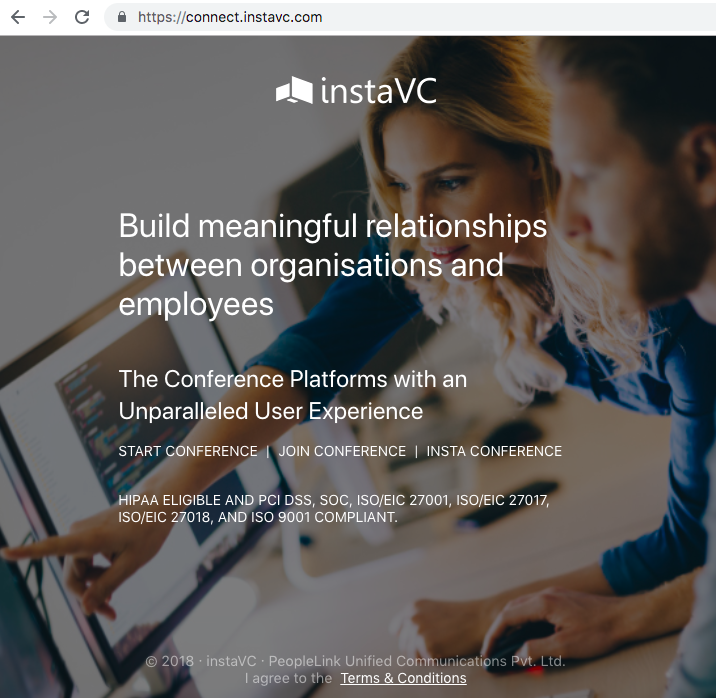 https://connect.instavc.com
instaVC
Build meaningful relationships
between organisations and
employees
The Conference Platforms with an
Unparalleled User Experience
START CONFERENCE | JOIN CONFERENCE | INSTA CONFERENCE
HIPAA ELIGIBLE AND PCI DSS, SOC, ISO/EIC 27001, ISO/EIC 27017,
ISO/EIC 27018, AND ISO 9001 COMPLIANT.
© 2018 · instaVC · PeopleLink Unified Communications Pvt. Ltd.
I agree to the Terms & Conditions